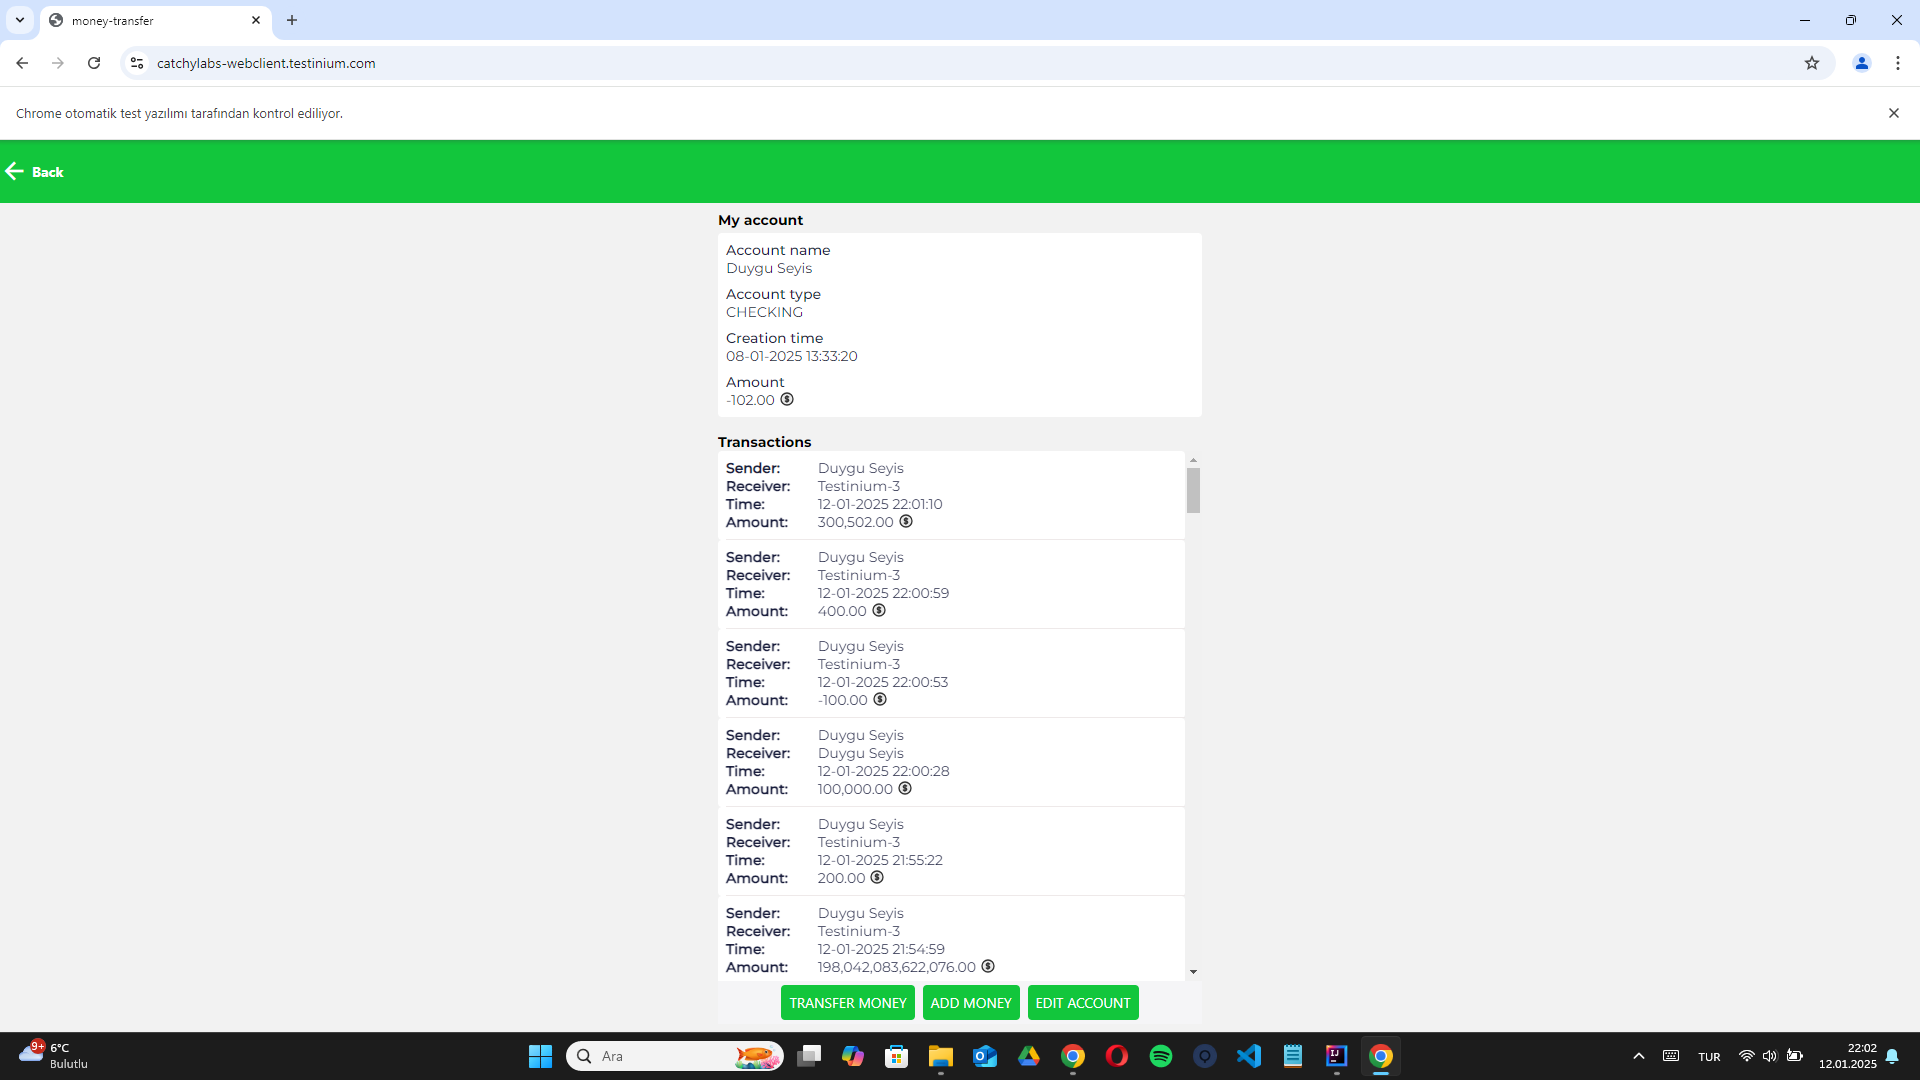 money-transfer
catchylabs-webclient.testinium.com
Chrome otomatik test yazılımı tarafından kontrol ediliyor.
Back
My account
Account name
Duygu Seyis
Account type
CHECKING
Creation time
08-01-2025 13:33:20
Amount
-102.00
Transactions
Sender: Duygu Seyis
Receiver: Testinium-3
Time: 12-01-2025 22:01:10
Amount: 300,502.00
Sender: Duygu Seyis
Receiver: Testinium-3
Time: 12-01-2025 22:00:59
Amount: 400.00
Sender: Duygu Seyis
Receiver: Testinium-3
Time: 12-01-2025 22:00:53
Amount: -100.00
Sender: Duygu Seyis
Receiver: Duygu Seyis
Time: 12-01-2025 22:00:28
Amount: 100,000.00
Sender: Duygu Seyis
Receiver: Testinium-3
Time: 12-01-2025 21:55:22
Amount: 200.00
Sender: Duygu Seyis
Receiver: Testinium-3
Time: 12-01-2025 21:54:59
Amount: 198,042,083,622,076.00
TRANSFER MONEY ADD MONEY EDIT ACCOUNT
9+
6°C
Bulutlu
Ara
IJ
TUR
22:02
12.01.2025